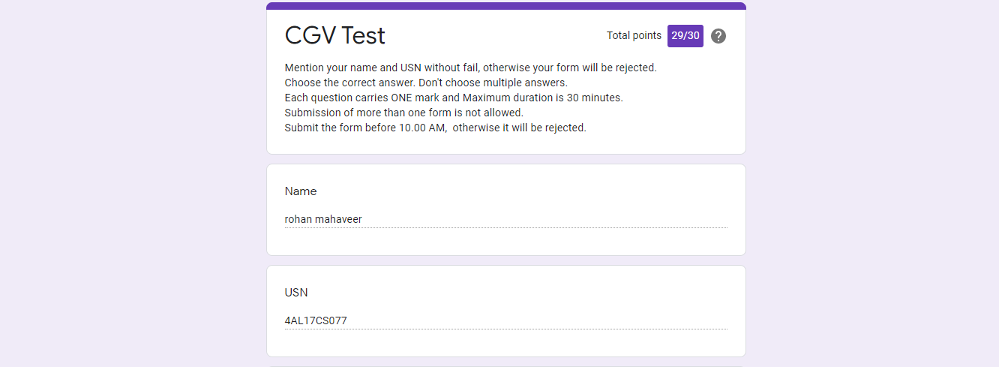 CGV Test
Total points 29/30
Mention your name and USN without fail, otherwise your form will be rejected.
Choose the correct answer. Don't choose multiple answers.
Each question carries ONE mark and Maximum duration is 30 minutes.
Submission of more than one form is not allowed.
Submit the form before 10.00 AM,  otherwise it will be rejected.
Name
rohan mahaveer
USN
4AL17CS077